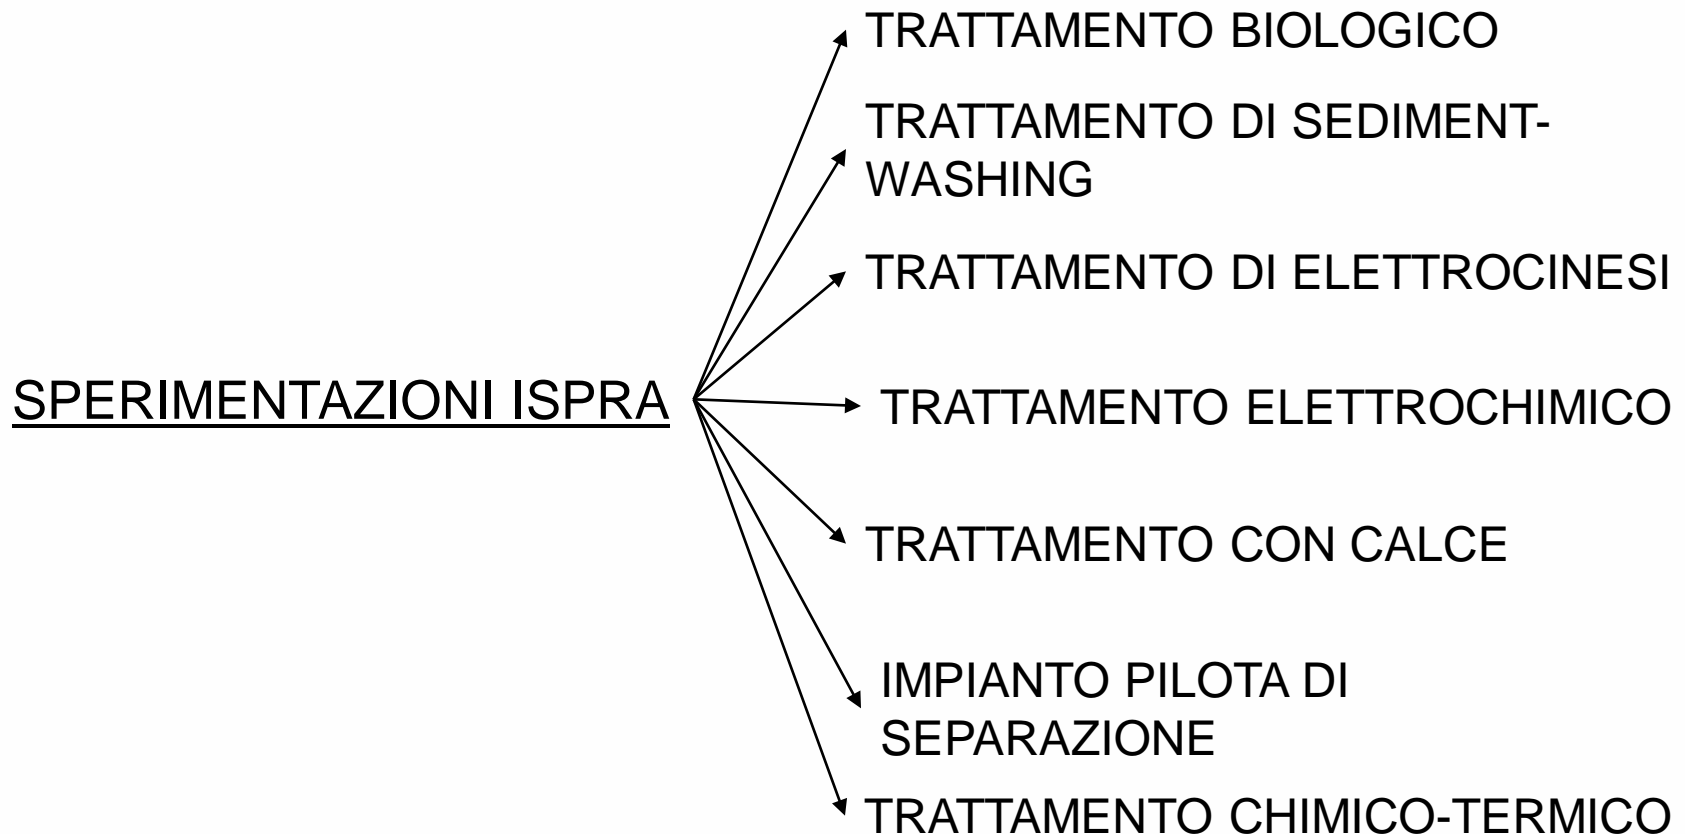 TRATTAMENTO BIOLOGICO
TRATTAMENTO DI SEDIMENT-
WASHING
TRATTAMENTO DI ELETTROCINESI
SPERIMENTAZIONI ISPRA
TRATTAMENTO ELETTROCHIMICO
TRATTAMENTO CON CALCE
IMPIANTO PILOTA DI
SEPARAZIONE
TRATTAMENTO CHIMICO-TERMICO